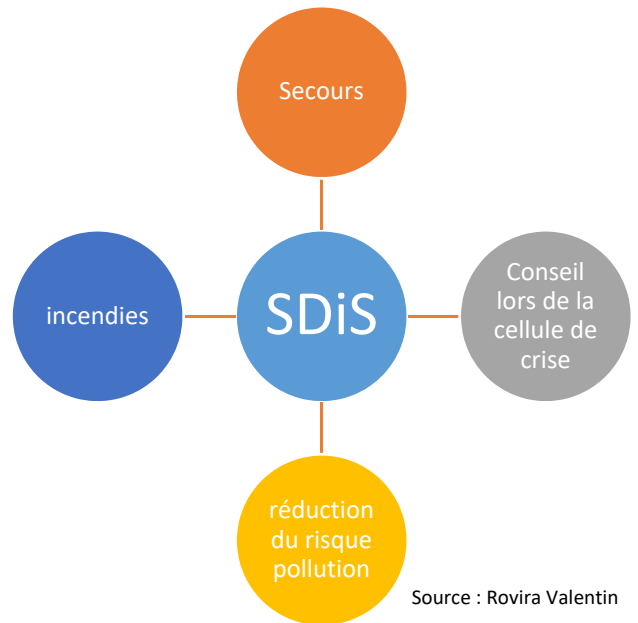 Secours
incendies
SDiS
Conseil
lors de la
cellule de
crise
réduction
du risque
pollution
Source : Rovira Valentin